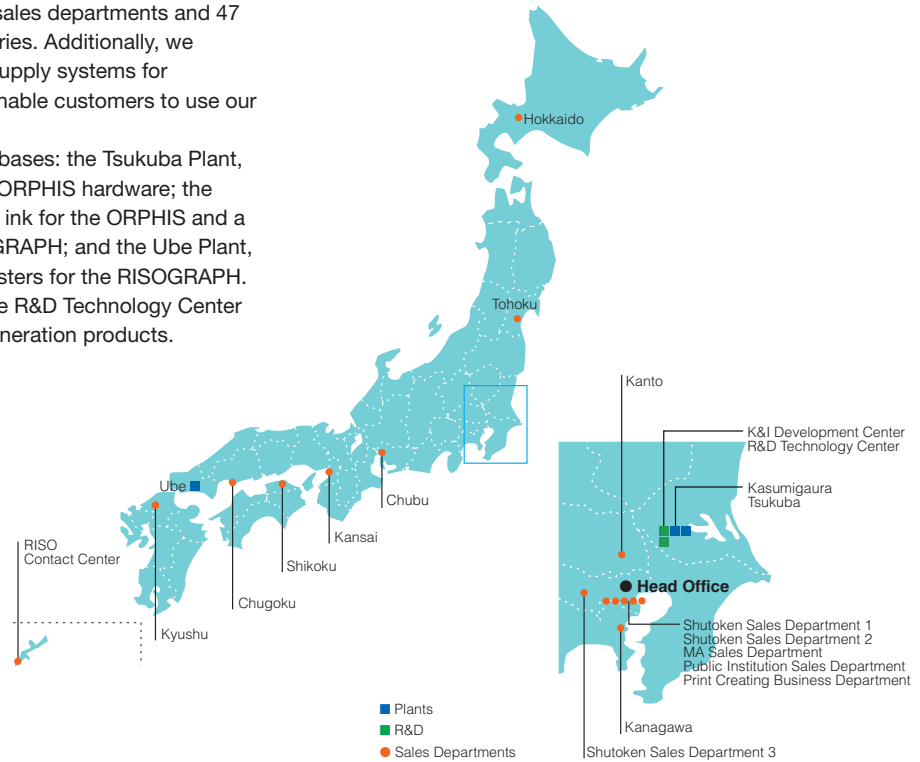 sales departments and 47
ries. Additionally, we
upply systems for
nable customers to use our
bases: the Tsukuba Plant,
ORPHIS hardware; the
ink for the ORPHIS and a
GRAPH; and the Ube Plant,
sters for the RISOGRAPH.
e R&D Technology Center
neration products.
Hokkaido
Tohoku
Kanto
K&I Development Center
R&D Technology Center
Kasumigaura
Tsukuba
Ube
Chubu
Kansai
Shikoku
Chugoku
Kyushu
RISO
Contact Center
Head Office
Shutoken Sales Department 1
Shutoken Sales Department 2
MA Sales Department
Public Institution Sales Department
Print Creating Business Department
Kanagawa
Shutoken Sales Department 3
Plants
R&D
Sales Departments